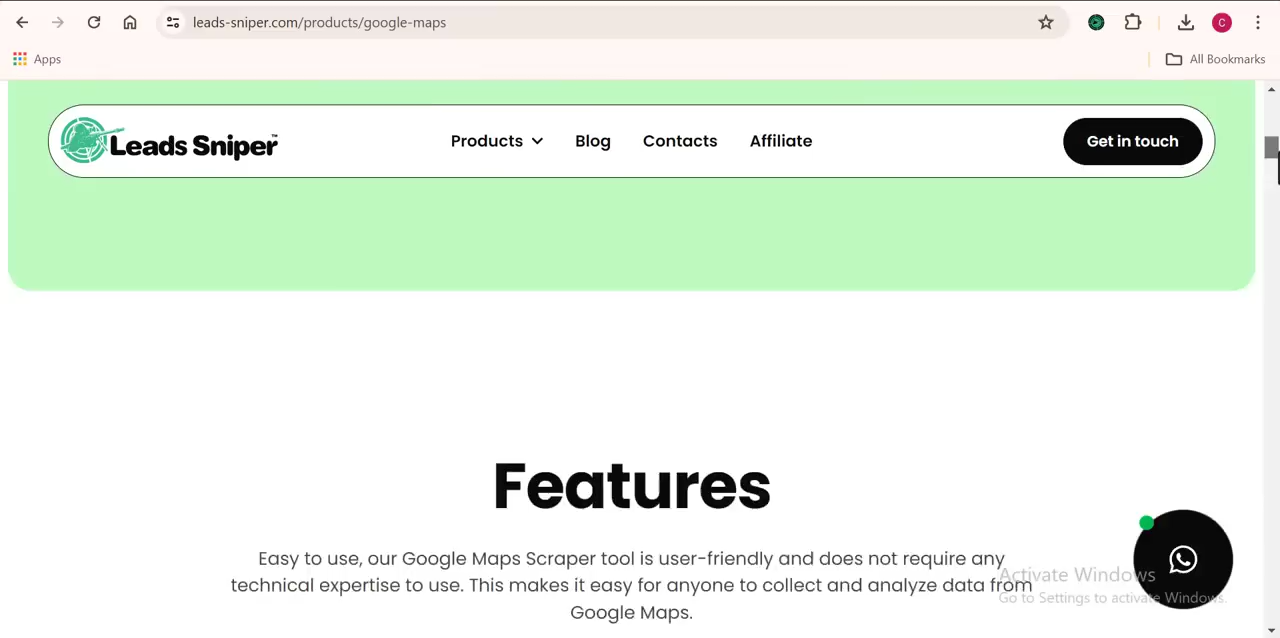 leads-sniper.com/products/google-maps
C
Apps
All Bookmarks
Leads Sniper™
Products
Blog
Contacts
Affiliate
Get in touch
Features
Easy to use, our Google Maps Scraper tool is user-friendly and does not require any
technical expertise to use. This makes it easy for anyone to collect and analyze data from
Google Maps.
Activate Windows
Go to Settings to activate Windows.